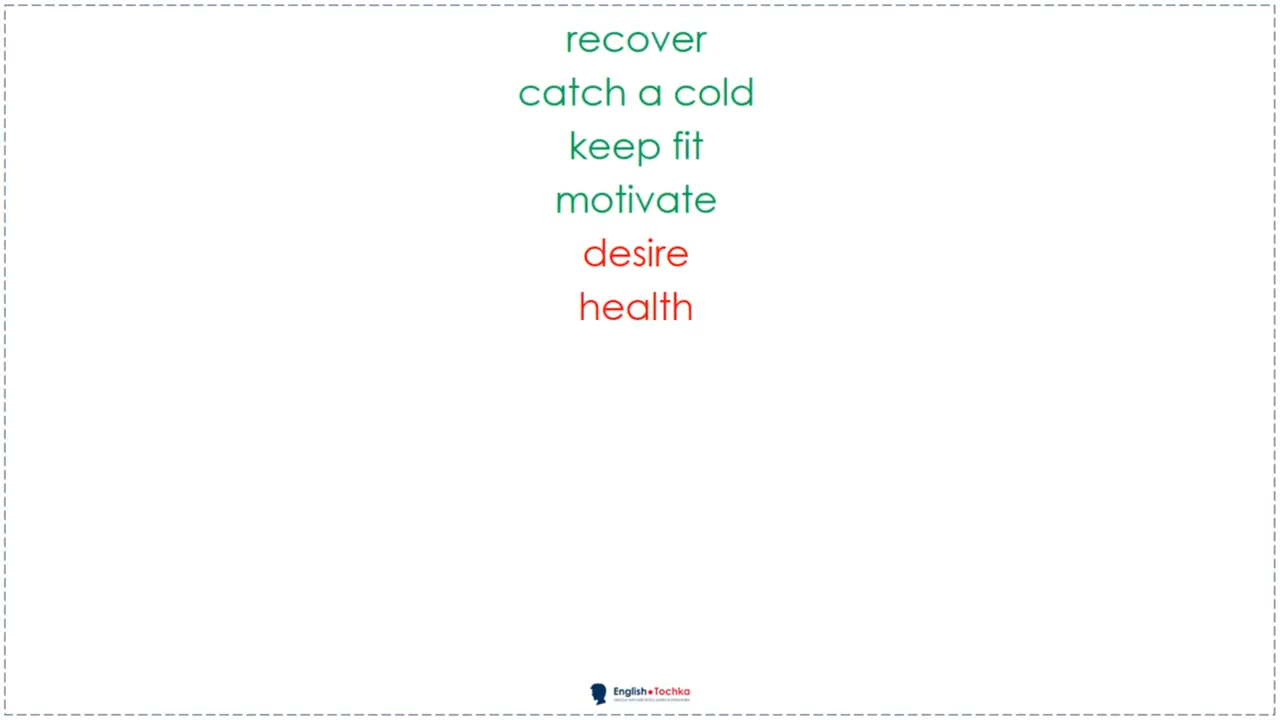 recover
catch a cold
keep fit
motivate
desire
health
English•Tochka